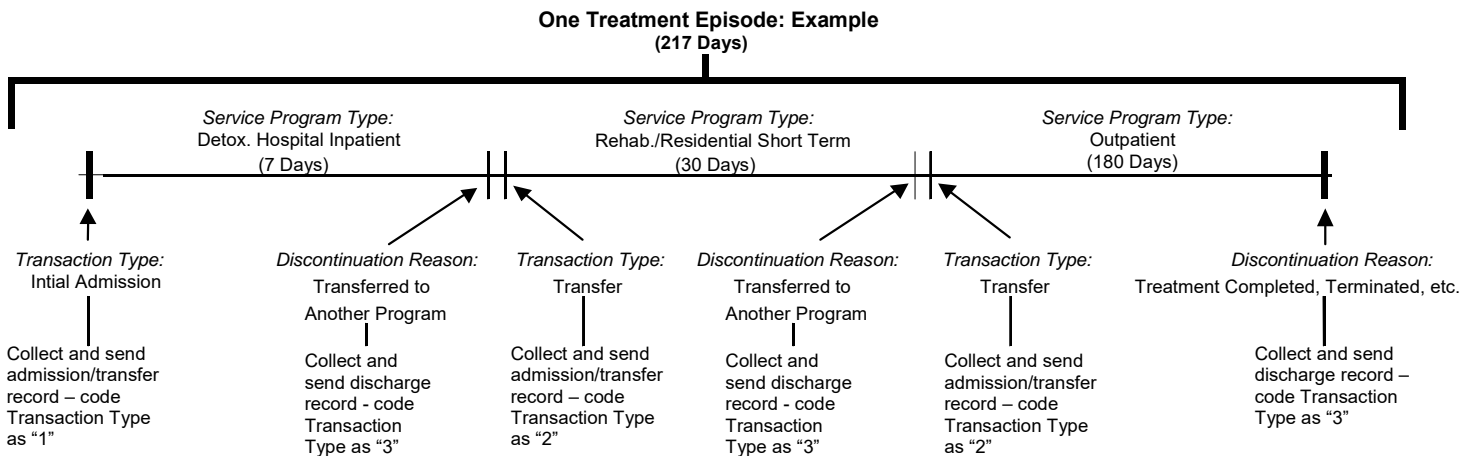 One Treatment Episode: Example
(217 Days)
Service Program Type:
Detox. Hospital Inpatient
(7 Days)
Service Program Type:
Rehab./Residential Short Term
(30 Days)
Service Program Type:
Outpatient
(180 Days)
Transaction Type:
Intial Admission
Discontinuation Reason:
Transferred to
Another Program
Transaction Type:
Transfer
Discontinuation Reason:
Transferred to
Another Program
Transaction Type:
Transfer
Discontinuation Reason:
Treatment Completed, Terminated, etc.
Collect and send
admission/transfer
record – code
Transaction Type
as “1”
Collect and
send discharge
record - code
Transaction
Type as “3”
Collect and send
admission/transfer
record – code
Transaction Type
as “2”
Collect and
send discharge
record - code
Transaction
Type as “3”
Collect and send
admission/transfer
record – code
Transaction Type
as “2”
Collect and send
discharge record –
code Transaction
Type as “3”